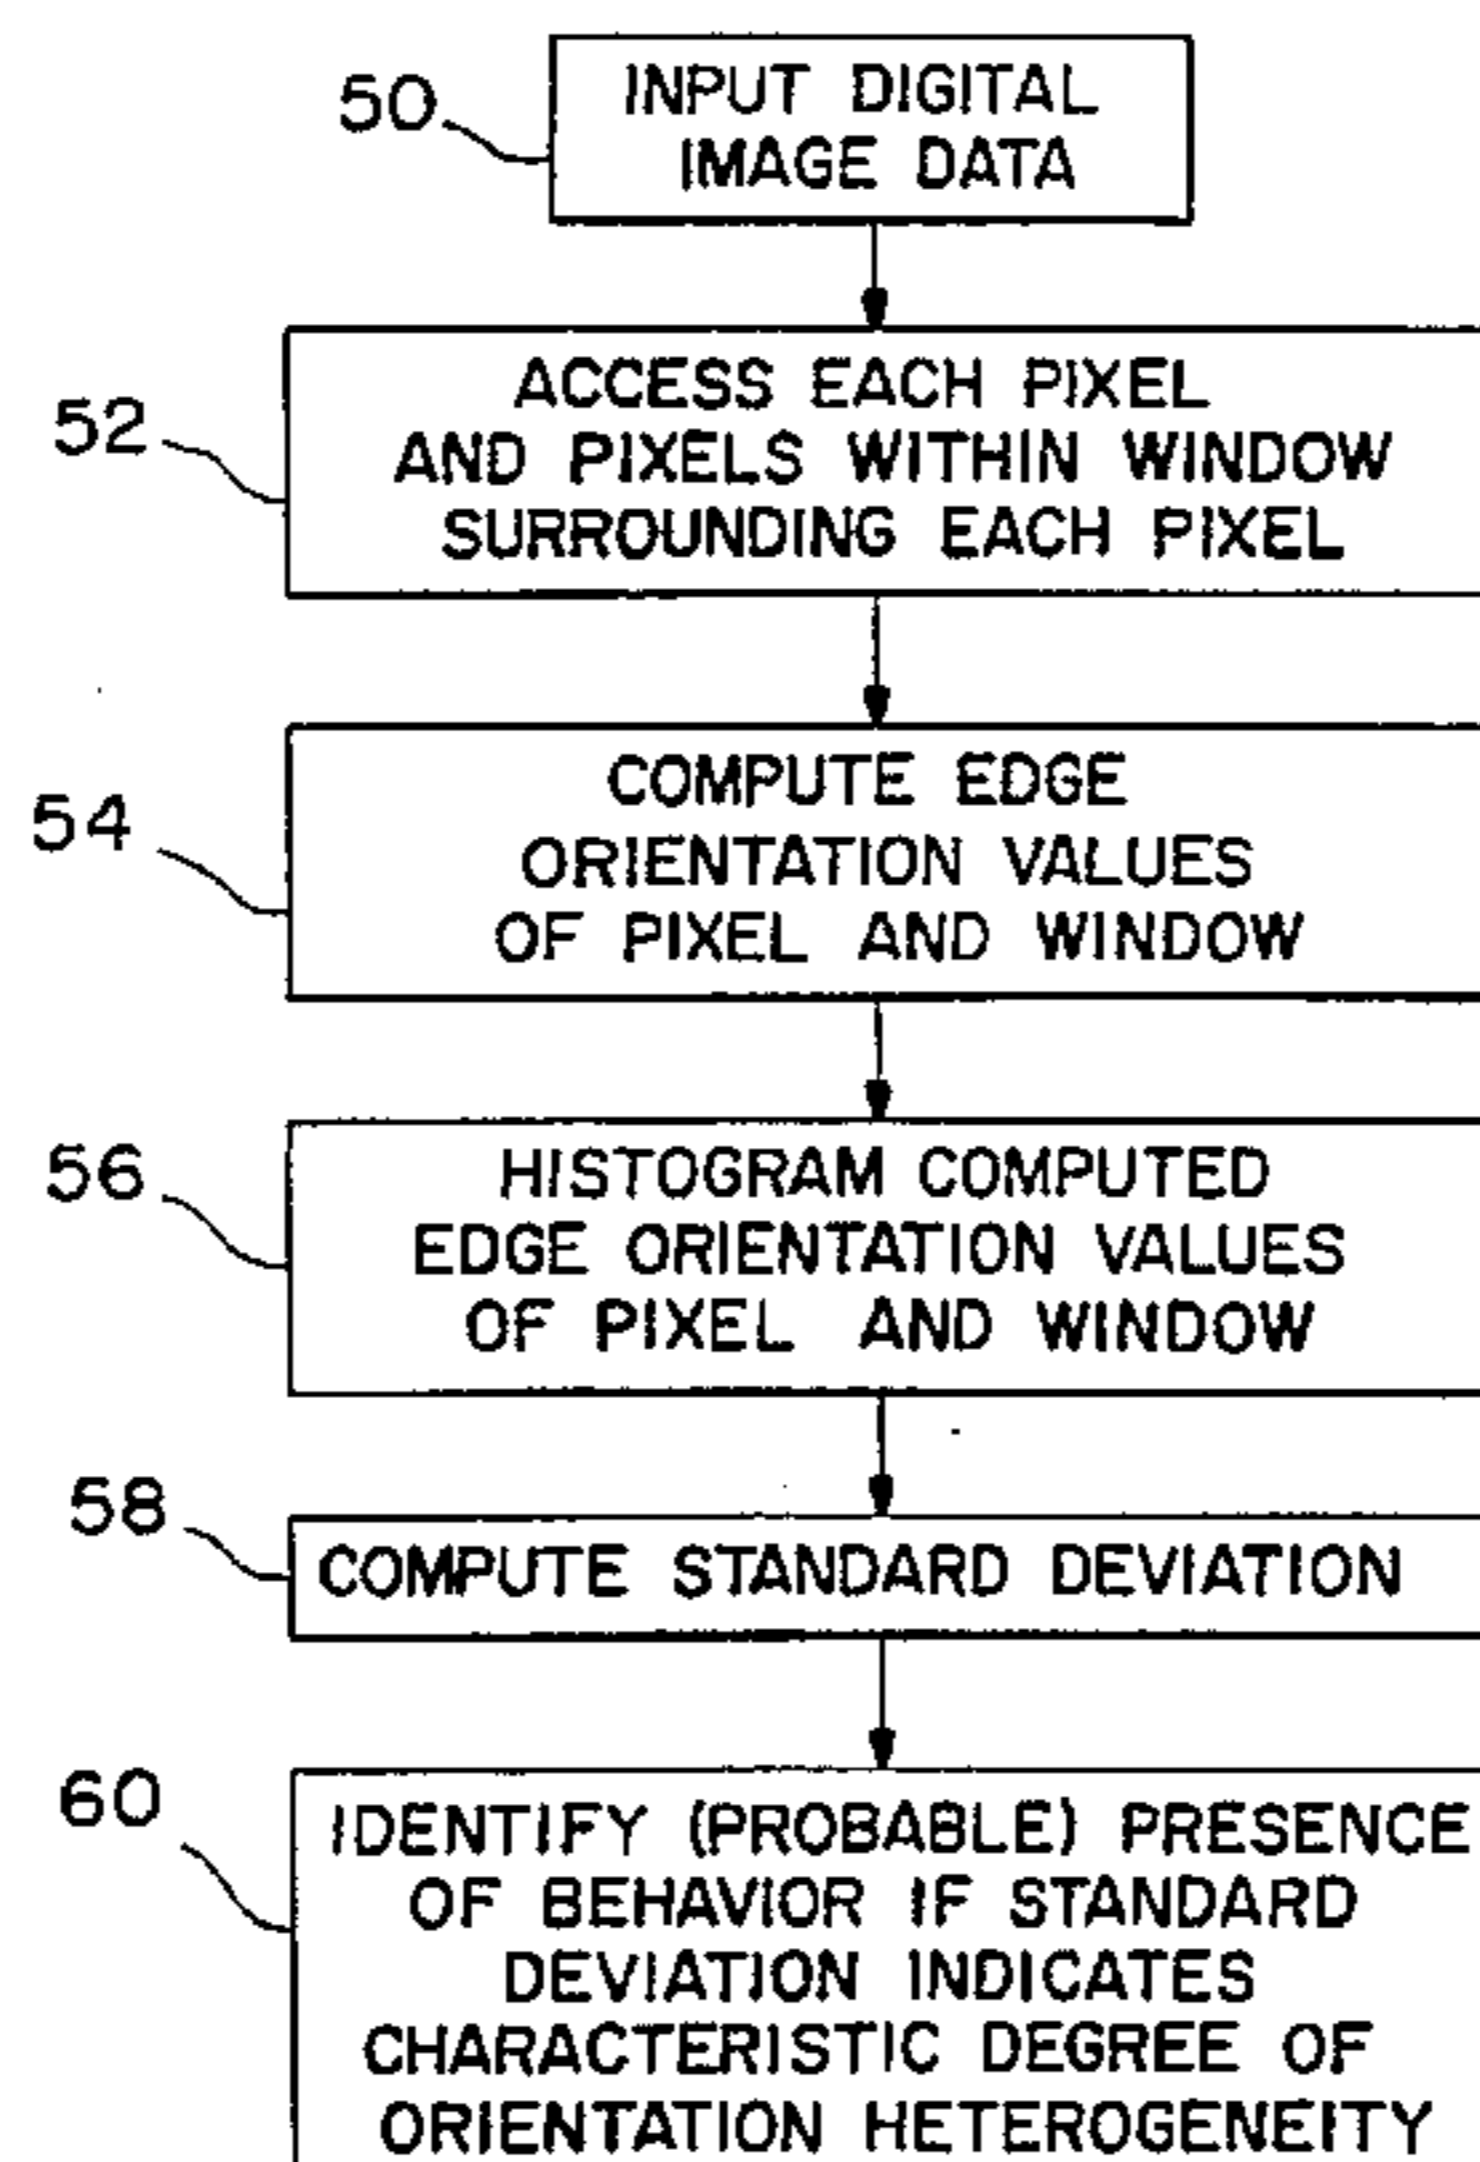 50
INPUT DIGITAL
IMAGE DATA
52
ACCESS EACH PIXEL
AND PIXELS WITHIN WINDOW
SURROUNDING EACH PIXEL
54
COMPUTE EDGE
ORIENTATION VALUES
OF PIXEL AND WINDOW
56
HISTOGRAM COMPUTED
EDGE ORIENTATION VALUES
OF PIXEL AND WINDOW
58
COMPUTE STANDARD DEVIATION
60
IDENTIFY (PROBABLE) PRESENCE
OF BEHAVIOR IF STANDARD
DEVIATION INDICATES
CHARACTERISTIC DEGREE OF
ORIENTATION HETEROGENEITY